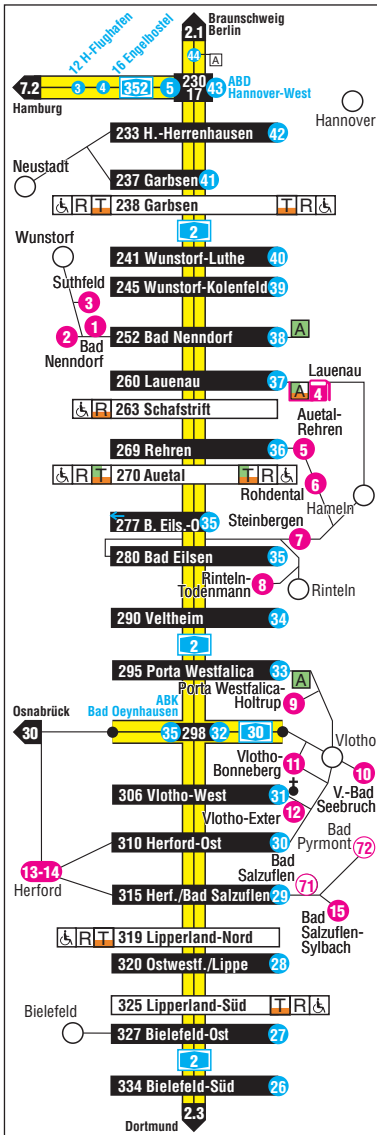 Braunschweig
Berlin
2.1
12 H-Flughafen
16 Engelbostel
44 A
7.2
3 4 352 5
230
17
43
ABD
Hannover-West
Hamburg
Hannover
233 H.-Herrenhausen 42
Neustadt
237 Garbsen 41
R T 238 Garbsen T R
2
Wunstorf
241 Wunstorf-Luthe 40
245 Wunstorf-Kolenfeld 39
Suthfeld
3
1
2
Bad
Nenndorf
252 Bad Nenndorf 38
A
260 Lauenau 37
Lauenau
A 4
R 263 Schafstrift
Auetal-
Rehren
269 Rehren 36
5
R T 270 Auetal T R
6
Rohdental
Hameln
277 B. Eils.-O 35
Steinbergen
7
280 Bad Eilsen 35
Rinteln-
Todenmann
8
Rinteln
290 Veltheim 34
2
295 Porta Westfalica 33
A
Porta Westfalica-
Holtrup
9
ABK
Bad Oeynhausen
Osnabrück
30
35 298 32 30
Vlotho
11
Vlotho-
Bonneberg
10
V.-Bad
Seebruch
306 Vlotho-West 31
12
Vlotho-Exter
310 Herford-Ost 30
Bad
Pyrmont
72
13-14
Herford
Bad
Salzuflen
71
315 Herf./Bad Salzuflen 29
15
Bad
Salzuflen-
Sylbach
R T 319 Lipperland-Nord
320 Ostwestf./Lippe 28
325 Lipperland-Süd T R
Bielefeld
327 Bielefeld-Ost 27
2
334 Bielefeld-Süd 26
2.3
Dortmund